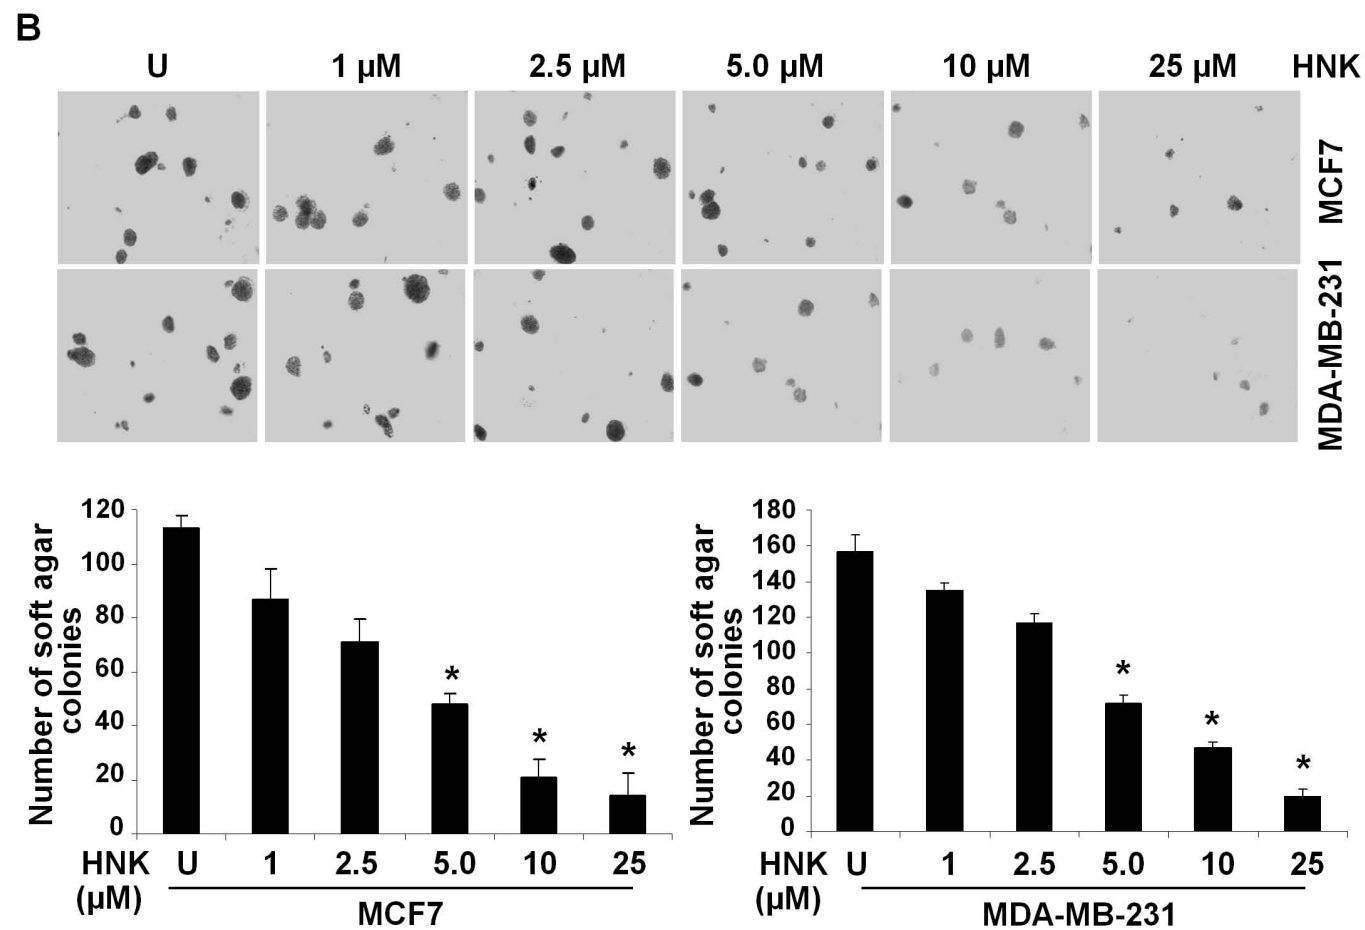 B
U 1 µM 2.5 µM 5.0 µM 10 µM 25 µM HNK
MCF7
MDA-MB-231
Number of soft agar
colonies
120
100
80
60
40
20
0
* * *
HNK U 1 2.5 5.0 10 25
(µM)
MCF7
Number of soft agar
colonies
180
160
140
120
100
80
60
40
20
0
* * *
HNK U 1 2.5 5.0 10 25
(µM)
MDA-MB-231